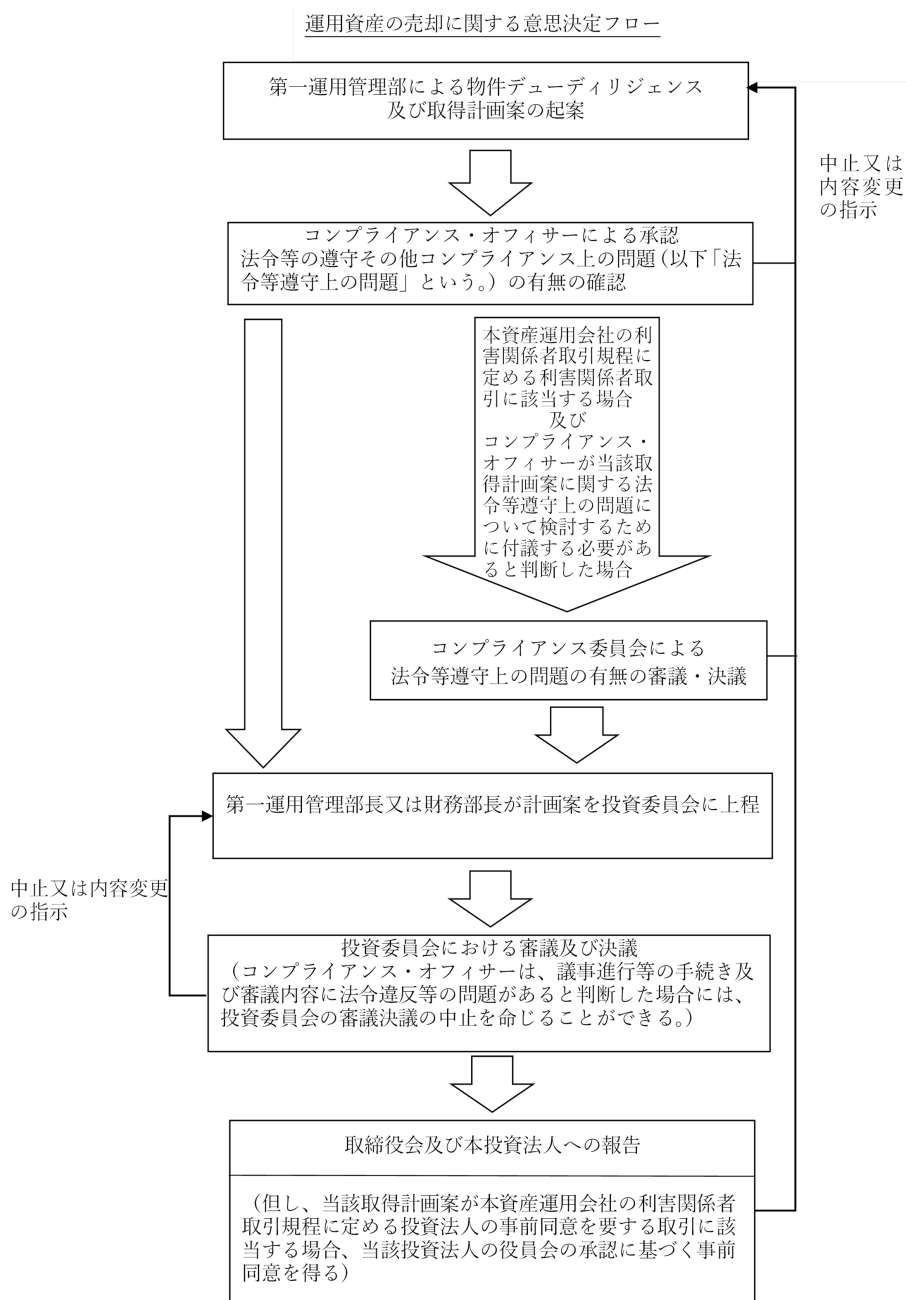 運用資産の売却に関する意思決定フロー
第一運用管理部による物件デューディリジェンス
及び取得計画案の起案
中止又は
内容変更
の指示
コンプライアンス・オフィサーによる承認
法令等の遵守その他コンプライアンス上の問題(以下「法
令等遵守上の問題」という。)の有無の確認
本資産運用会社の利
害関係者取引規程に
定める利害関係者取
引に該当する場合
及び
コンプライアンス・
オフィサーが当該取
得計画案に関する法
令等遵守上の問題に
ついて検討するため
に付議する必要があ
ると判断した場合
コンプライアンス委員会による
法令等遵守上の問題の有無の審議・決議
第一運用管理部長又は財務部長が計画案を投資委員会に上程
中止又は内容変更
の指示
投資委員会における審議及び決議
(コンプライアンス・オフィサーは、議事進行等の手続き及
び審議内容に法令違反等の問題があると判断した場合には、
投資委員会の審議決議の中止を命じることができる。)
取締役会及び本投資法人への報告
(但し、当該取得計画案が本資産運用会社の利害関係者
取引規程に定める投資法人の事前同意を要する取引に該
当する場合、当該投資法人の役員会の承認に基づく事前
同意を得る)